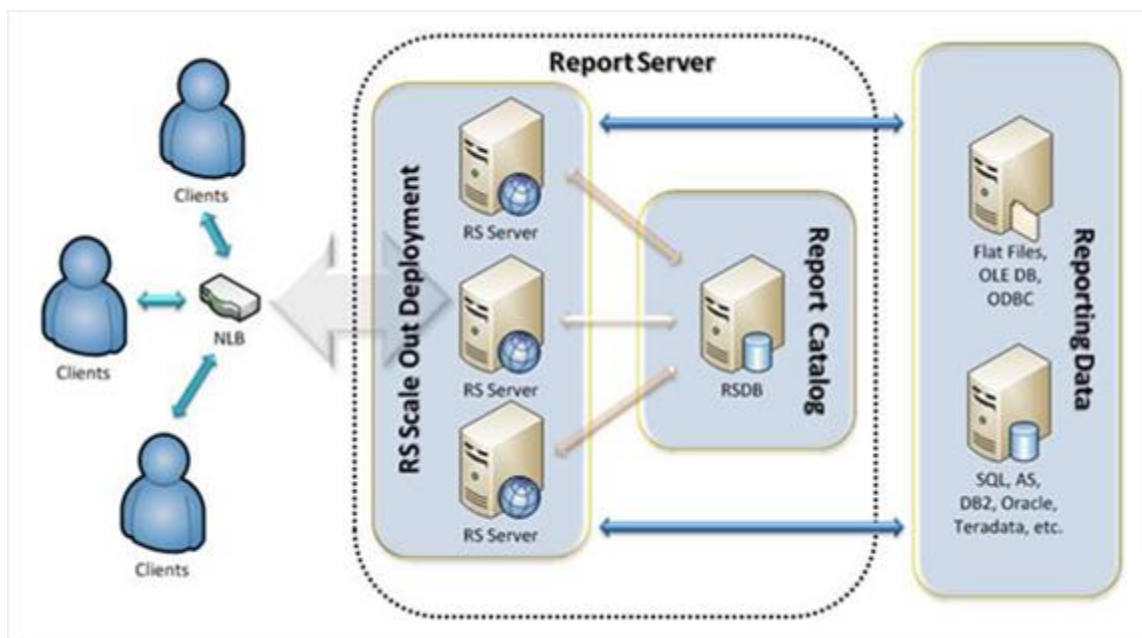 Clients
Clients
Clients
NLB
Report Server
RS Scale Out Deployment
RS Server
RS Server
RS Server
Report Catalog
RSDB
Reporting Data
Flat Files,
OLE DB,
ODBC
SQL, AS,
DB2, Oracle,
Teradata, etc.